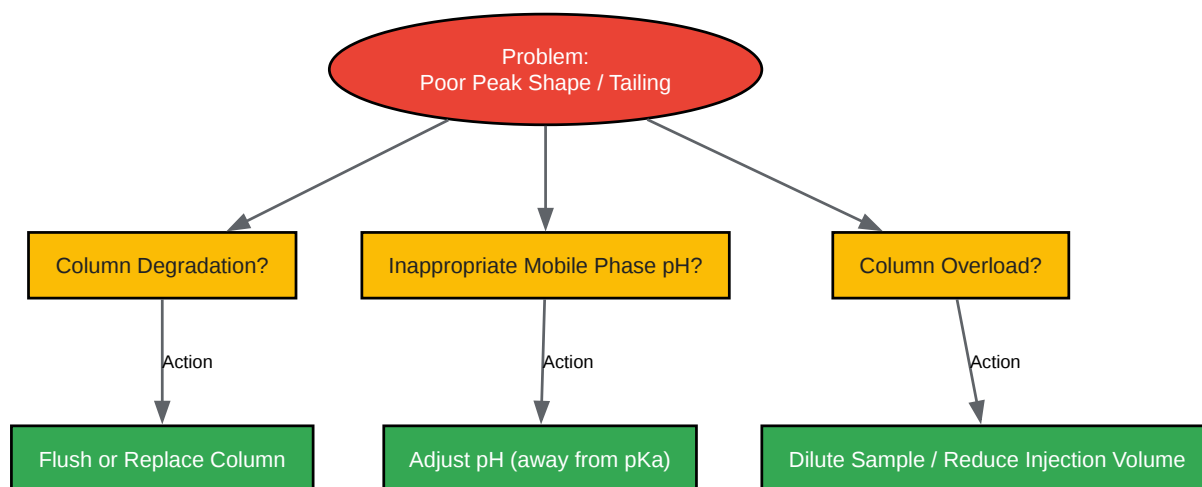 Problem:
Poor Peak Shape / Tailing
Column Degradation?
Inappropriate Mobile Phase pH?
Column Overload?
Action
Action
Action
Flush or Replace Column
Adjust pH (away from pKa)
Dilute Sample / Reduce Injection Volume